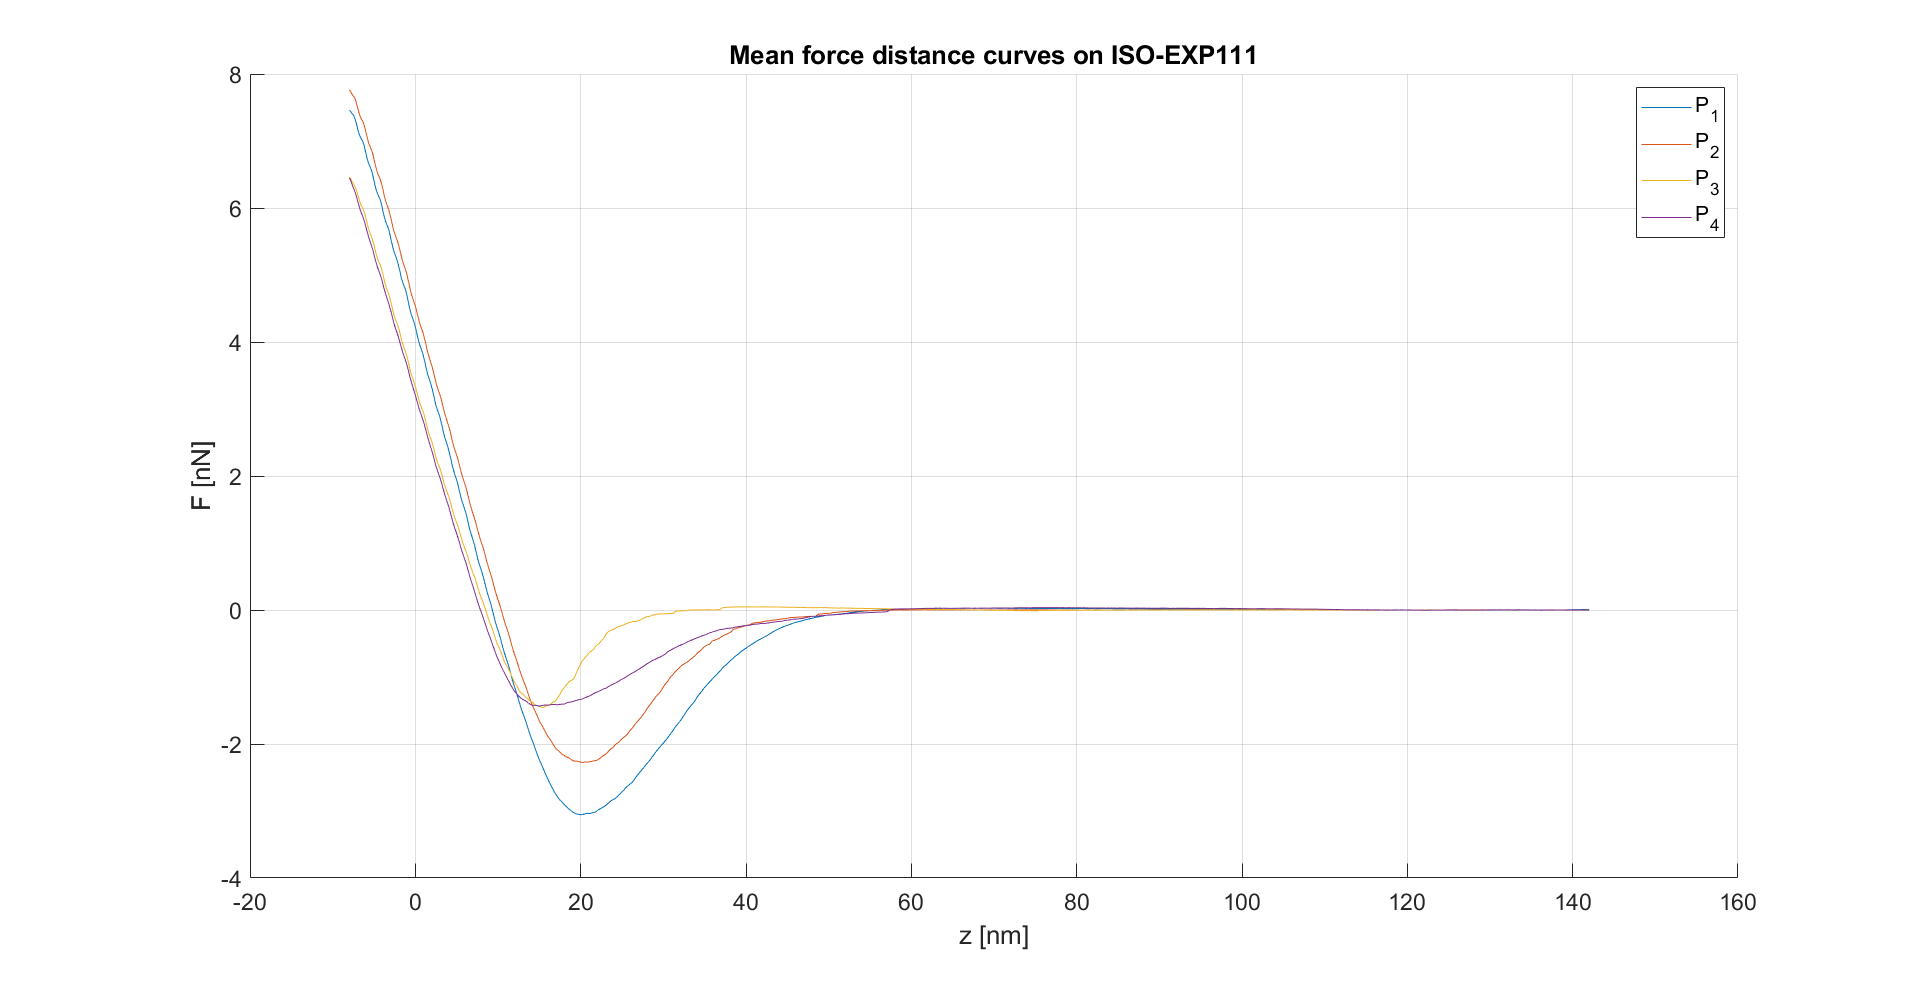 Mean force distance curves on ISO-EXP111
8
6
4
2
0
-2
-4
F [nN]
-20 0 20 40 60 80 100 120 140 160
z [nm]
P1
P2
P3
P4